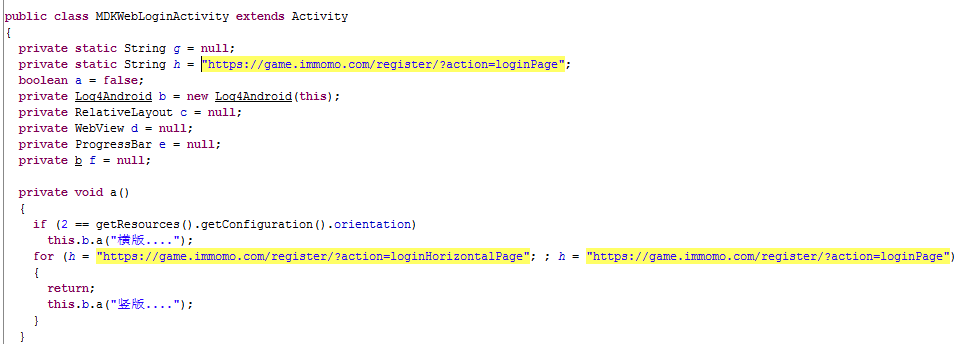 public class MDKWebLoginActivity extends Activity
{
  private static String g = null;
  private static String h = "https://game.immomo.com/register/?action=loginPage";
  boolean a = false;
  private Log4Android b = new Log4Android(this);
  private RelativeLayout c = null;
  private WebView d = null;
  private ProgressBar e = null;
  private b f = null;

  private void a()
  {
    if (2 == getResources().getConfiguration().orientation)
      this.b.a("横版....");
    for (h = "https://game.immomo.com/register/?action=loginHorizontalPage"; ; h = "https://game.immomo.com/register/?action=loginPage")
    {
      return;
      this.b.a("竖版....");
    }
  }